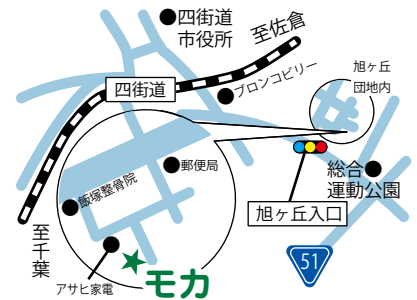 四街道
市役所
至佐倉
旭ヶ丘
団地内
ブロンコビリー
四街道
郵便局
総合
運動公園
飯塚整骨院
旭ヶ丘入口
至千葉
51
アサヒ家電
モカ